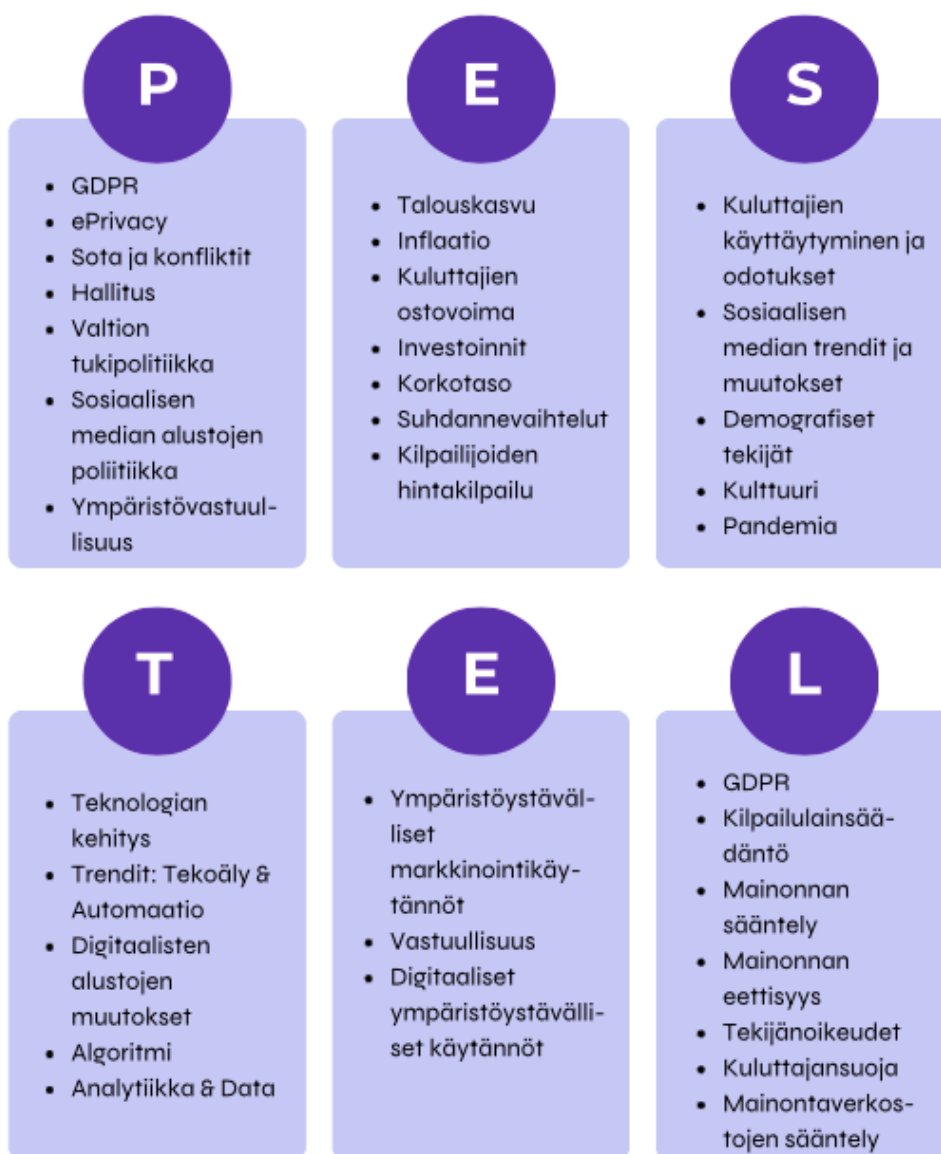 P
• GDPR
• ePrivacy
• Sota ja konfliktit
• Hallitus
• Valtion
tukipolitiikka
• Sosiaalisen
median alustojen
poliitiikka
• Ympäristövastuul-
lisuus
E
• Talouskasvu
• Inflaatio
• Kuluttajien
ostovoima
• Investoinnit
• Korkotaso
• Suhdannevaihtelut
• Kilpailijoiden
hintakilpailu
S
• Kuluttajien
käyttäytyminen ja
odotukset
• Sosiaalisen
median trendit ja
muutokset
• Demografiset
tekijät
• Kulttuuri
• Pandemia
T
• Teknologian
kehitys
• Trendit: Tekoäly &
Automaatio
• Digitaalisten
alustojen
muutokset
• Algoritmi
• Analytiikka & Data
E
• Ympäristöystäväl-
liset
markkinointikäy-
tännöt
• Vastuullisuus
• Digitaaliset
ympäristöystävälli-
set käytännöt
L
• GDPR
• Kilpailulainsää-
däntö
• Mainonnan
sääntely
• Mainonnan
eettisyys
• Tekijänoikeudet
• Kuluttajansuoja
• Mainontaverkos-
tojen sääntely